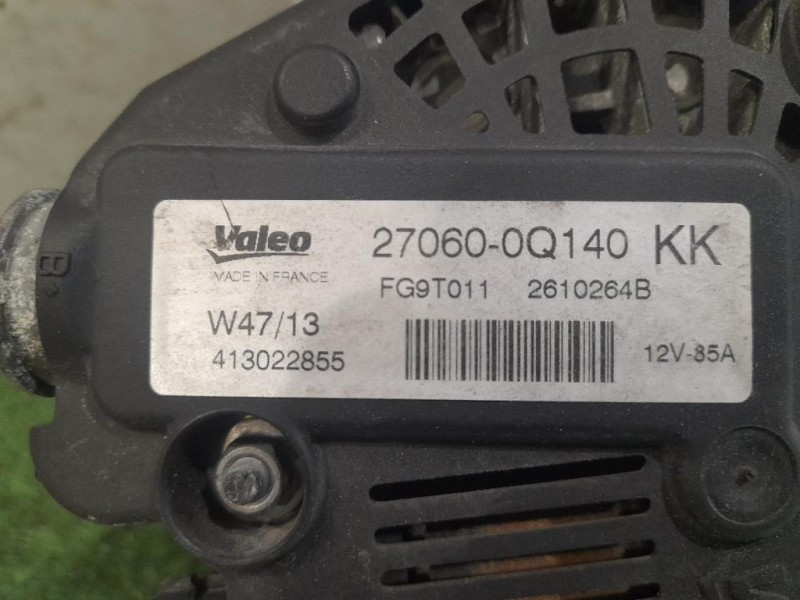 Valeo 27060-0Q140 KK
MADE IN FRANCE FG9T011 2610264B
W47/13
413022855 12V-85A
B